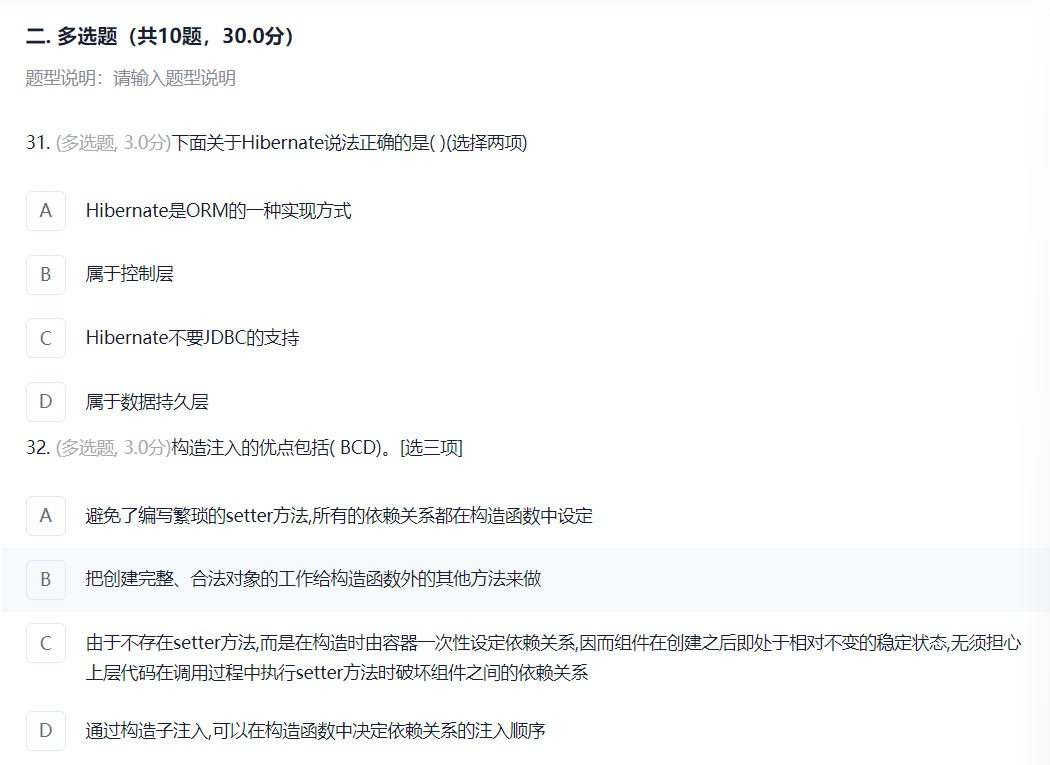 二. 多选题（共10题，30.0分）
题型说明：请输入题型说明
31. (多选题, 3.0分)下面关于Hibernate说法正确的是( )(选择两项)
A Hibernate是ORM的一种实现方式
B 属于控制层
C Hibernate不要JDBC的支持
D 属于数据持久层
32. (多选题, 3.0分)构造注入的优点包括( BCD)。[选三项]
A 避免了编写繁琐的setter方法,所有的依赖关系都在构造函数中设定
B 把创建完整、合法对象的工作给构造函数外的其他方法来做
C 由于不存在setter方法,而是在构造时由容器一次性设定依赖关系,因而组件在创建之后即处于相对不变的稳定状态,无须担心
上层代码在调用过程中执行setter方法时破坏组件之间的依赖关系
D 通过构造子注入,可以在构造函数中决定依赖关系的注入顺序